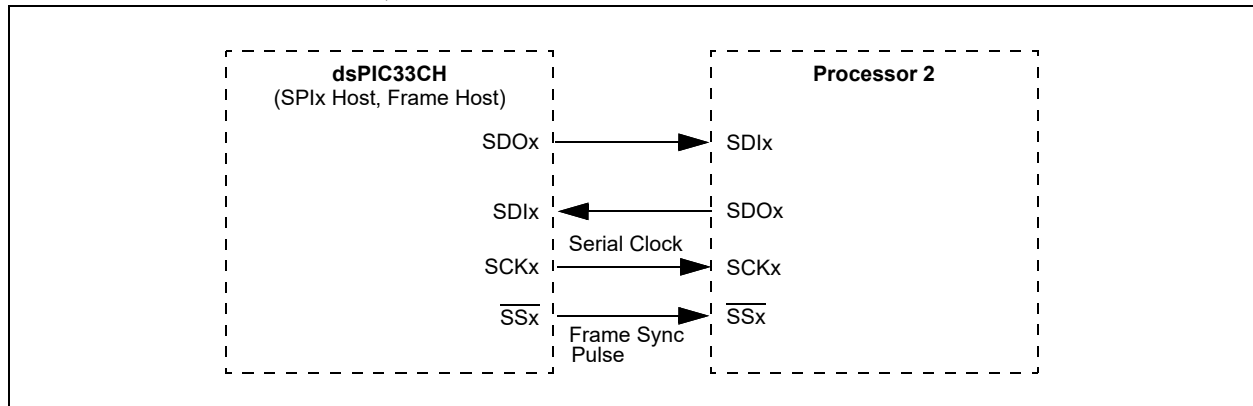 dsPIC33CH
(SPIx Host, Frame Host)
Processor 2
SDOx
SDIx
SDIx
SDOx
Serial Clock
SCKx
SCKx
SSx
SSx
Frame Sync
Pulse